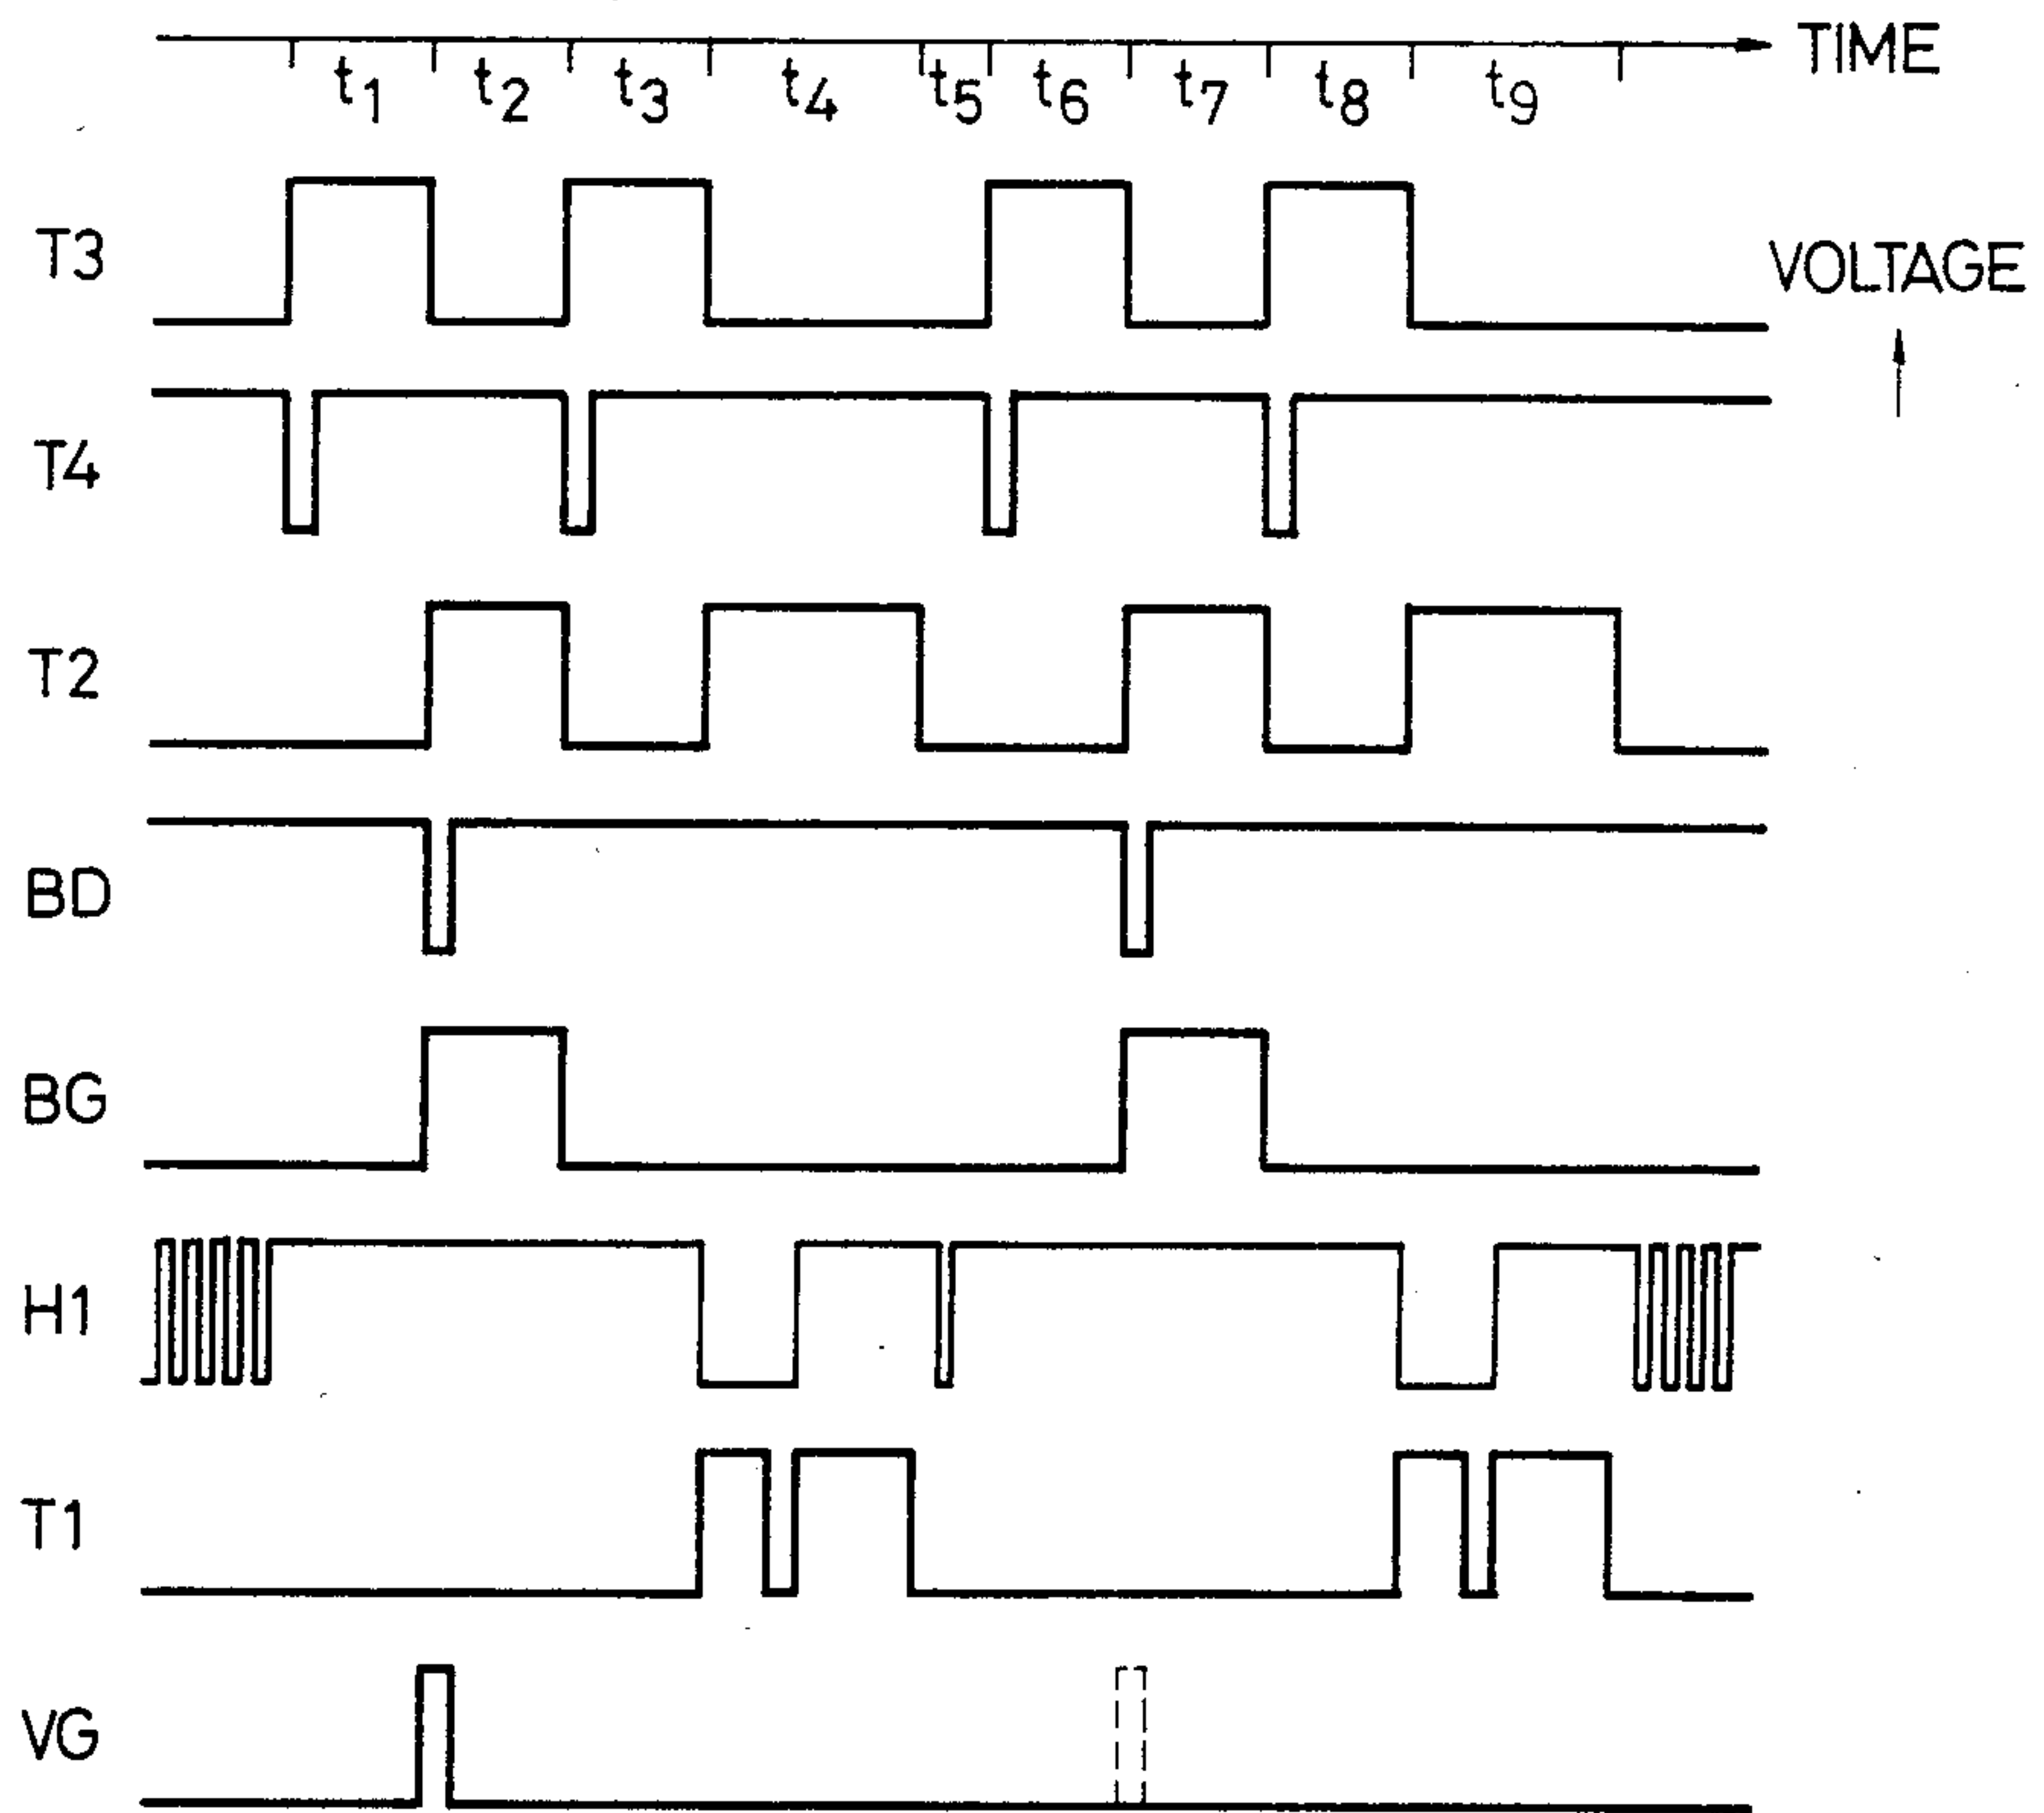 TIME
t1 t2 t3 t4 t5 t6 t7 t8 t9
T3
VOLTAGE
T4
T2
BD
BG
H1
T1
VG